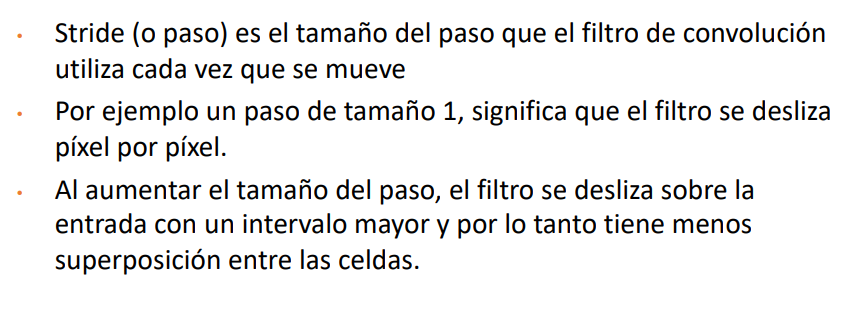 • Stride (o paso) es el tamaño del paso que el filtro de convolución
utiliza cada vez que se mueve
• Por ejemplo un paso de tamaño 1, significa que el filtro se desliza
píxel por píxel.
• Al aumentar el tamaño del paso, el filtro se desliza sobre la
entrada con un intervalo mayor y por lo tanto tiene menos
superposición entre las celdas.